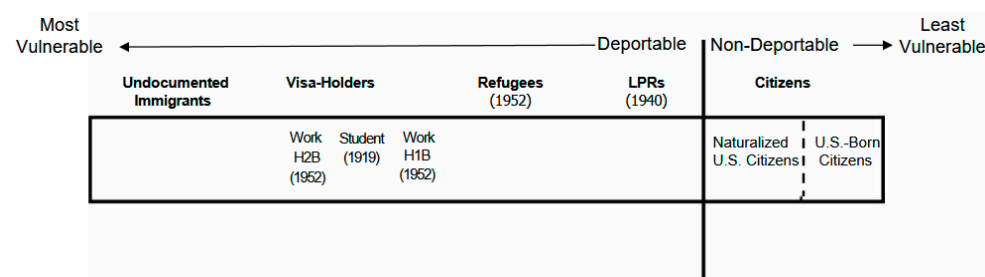 Most
Vulnerable
Deportable
Non-Deportable
Least
Vulnerable
Undocumented
Immigrants
Visa-Holders
Refugees
(1952)
LPRs
(1940)
Citizens
Work
H2B
(1952)
Student
(1919)
Work
H1B
(1952)
Naturalized
U.S. Citizens
U.S.-Born
Citizens